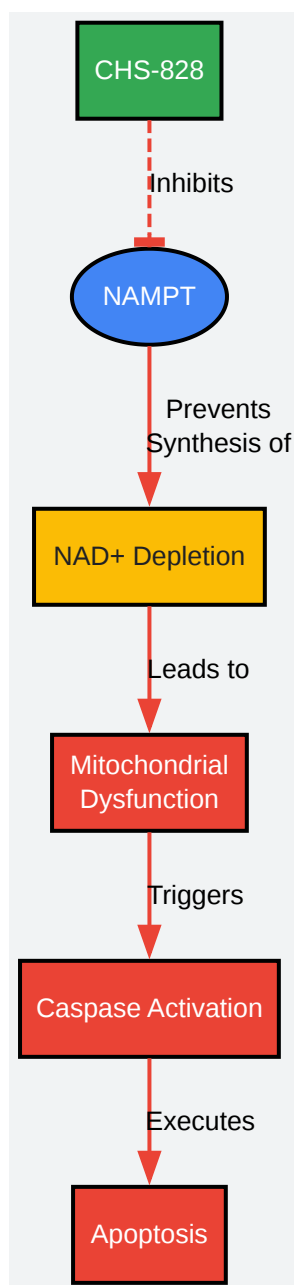 CHS-828
Inhibits
NAMPT
Prevents
Synthesis of
NAD+ Depletion
Leads to
Mitochondrial
Dysfunction
Triggers
Caspase Activation
Executes
Apoptosis